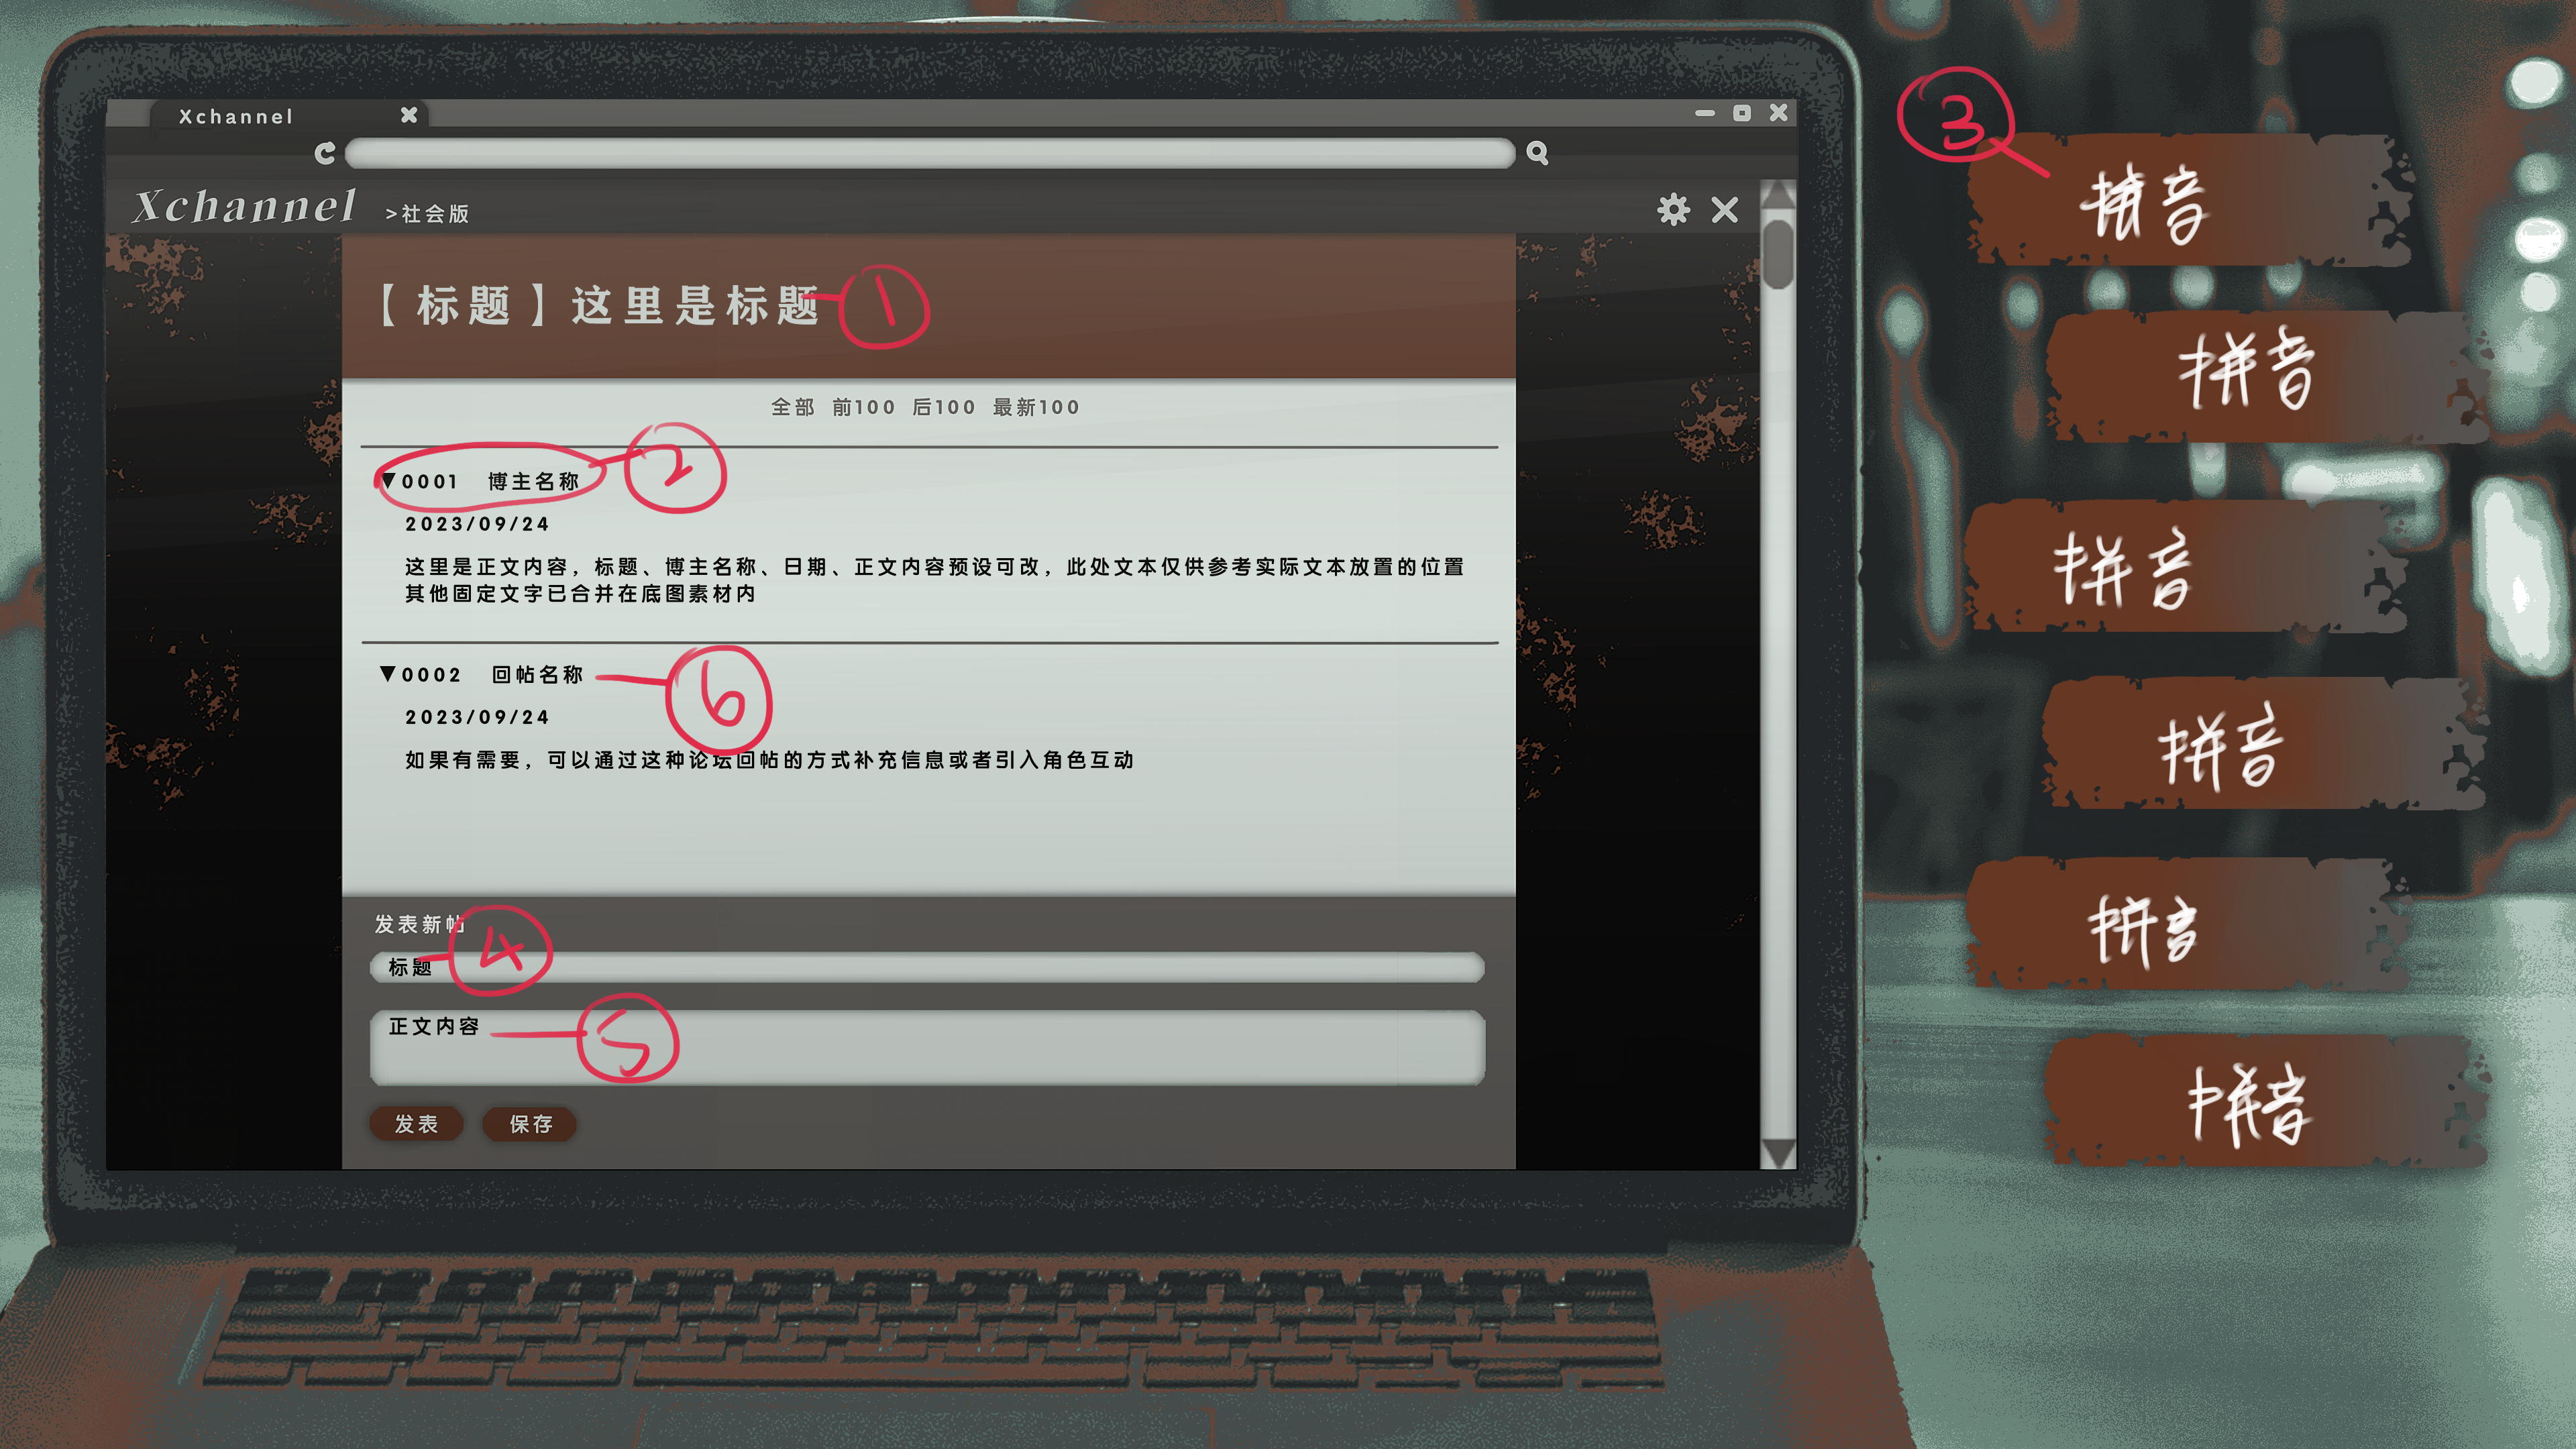 Xchannel
Xchannel >社会版
【标题】这里是标题
1
全部 前100 后100 最新100
▼0001 博主名称
2
2023/09/24
这里是正文内容，标题、博主名称、日期、正文内容预设可改，此处文本仅供参考实际文本放置的位置
其他固定文字已合并在底图素材内
▼0002 回帖名称
6
2023/09/24
如果有需要，可以通过这种论坛回帖的方式补充信息或者引入角色互动
发表新帖
4
标题
正文内容
5
发表 保存
3
拼音
拼音
拼音
拼音
拼音
拼音